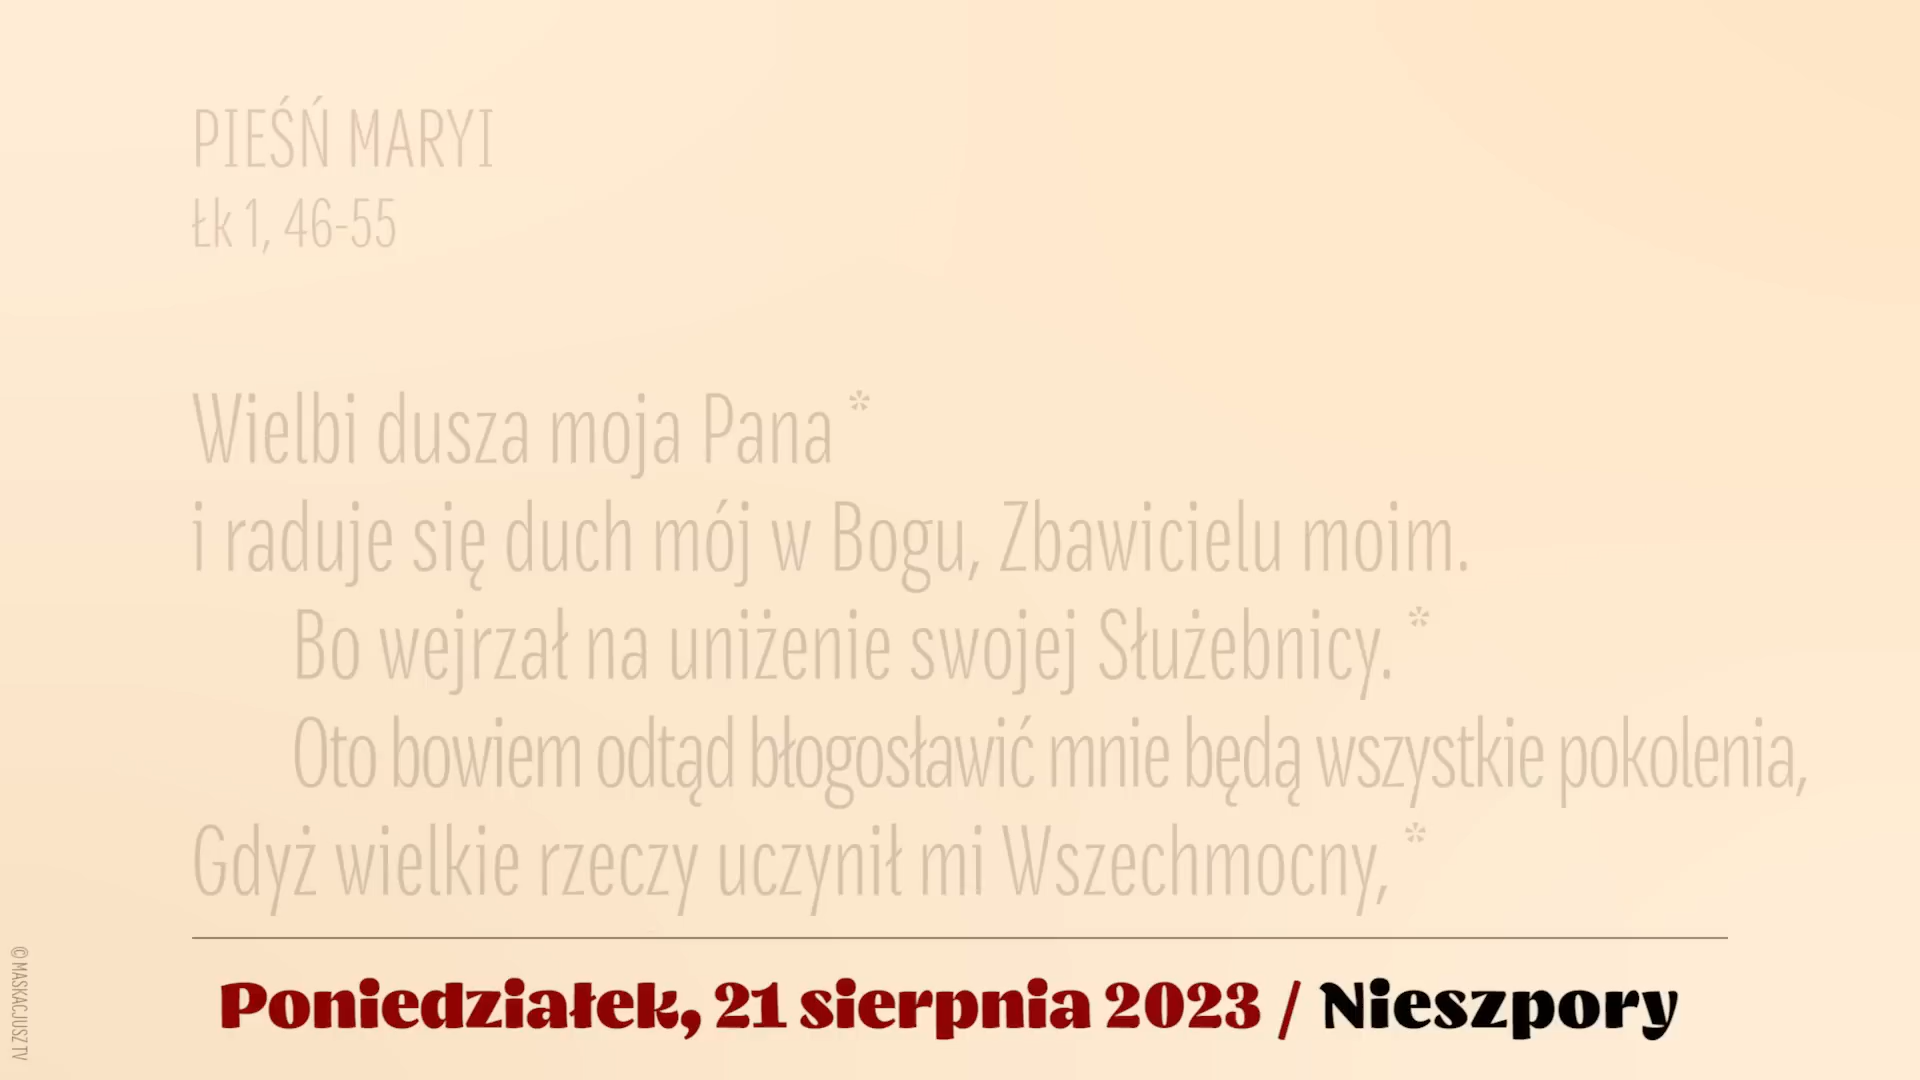 PIEŚŃ MARYI
Łk 1, 46-55
Wielbi dusza moja Pana *
i raduje się duch mój w Bogu, Zbawicielu moim.
Bo wejrzał na uniżenie swojej Służebnicy. *
Oto bowiem odtąd błogosławić mnie będą wszystkie pokolenia,
Gdyż wielkie rzeczy uczynił mi Wszechmocny, *
Poniedziałek, 21 sierpnia 2023 / Nieszpory
© MASKACJUSZ TV